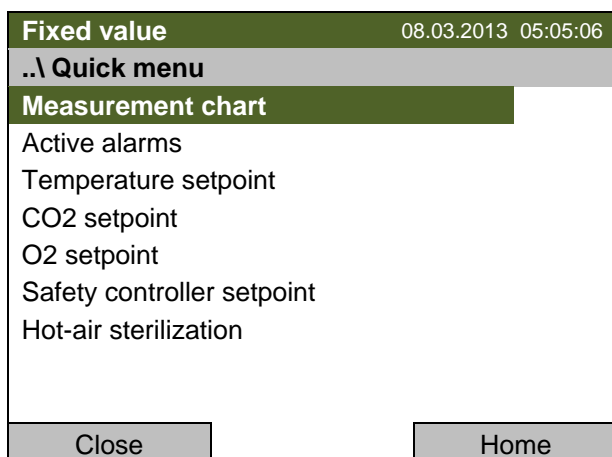 Fixed value 08.03.2013 05:05:06
..\ Quick menu
Measurement chart
Active alarms
Temperature setpoint
CO2 setpoint
O2 setpoint
Safety controller setpoint
Hot-air sterilization
Close Home